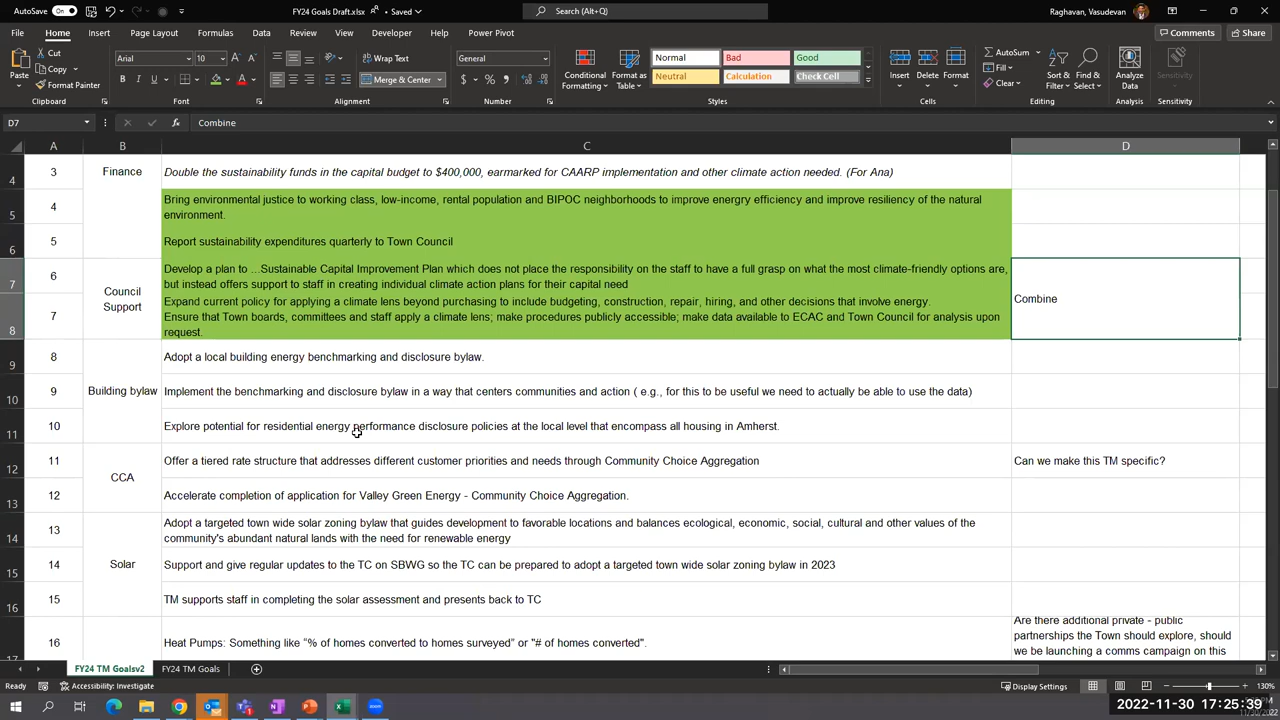 AutoSave On FY24 Goals Draft.xlsx • Saved Search (Alt+Q) Raghavan, Vasudevan
File Home Insert Page Layout Formulas Data Review View Developer Help Power Pivot Comments Share
Cut
Copy
Format Painter
Paste
Arial 10
Wrap Text
Merge & Center
General
Conditional Formatting
Format as Table
Normal Bad Good
Neutral Calculation Check Cell
Insert Delete Format
AutoSum
Fill
Clear
Sort & Filter
Find & Select
Analyze Data
Sensitivity
Clipboard Font Alignment Number Styles Cells Editing Analysis Sensitivity
D7 Combine
A B C D
4 3 Finance Double the sustainability funds in the capital budget to $400,000, earmarked for CAARP implementation and other climate action needed. (For Ana)
5 4 Bring environmental justice to working class, low-income, rental population and BIPOC neighborhoods to improve energry efficiency and improve resiliency of the natural
environment.
6 5 Report sustainability expenditures quarterly to Town Council
7 6 Develop a plan to ...Sustainable Capital Improvement Plan which does not place the responsibility on the staff to have a full grasp on what the most climate-friendly options are,
but instead offers support to staff in creating individual climate action plans for their capital need
Council
Support
Combine
8 7 Expand current policy for applying a climate lens beyond purchasing to include budgeting, construction, repair, hiring, and other decisions that involve energy.
Ensure that Town boards, committees and staff apply a climate lens; make procedures publicly accessible; make data available to ECAC and Town Council for analysis upon
request.
9 8 Adopt a local building energy benchmarking and disclosure bylaw.
10 9 Building bylaw Implement the benchmarking and disclosure bylaw in a way that centers communities and action ( e.g., for this to be useful we need to actually be able to use the data)
11 10 Explore potential for residential energy performance disclosure policies at the local level that encompass all housing in Amherst.
12 11 Offer a tiered rate structure that addresses different customer priorities and needs through Community Choice Aggregation Can we make this TM specific?
CCA
13 12 Accelerate completion of application for Valley Green Energy - Community Choice Aggregation.
14 13 Adopt a targeted town wide solar zoning bylaw that guides development to favorable locations and balances ecological, economic, social, cultural and other values of the
community's abundant natural lands with the need for renewable energy
15 14 Solar Support and give regular updates to the TC on SBWG so the TC can be prepared to adopt a targeted town wide solar zoning bylaw in 2023
16 15 TM supports staff in completing the solar assessment and presents back to TC
17 16 Heat Pumps: Something like "% of homes converted to homes surveyed" or "# of homes converted".
Are there additional private - public
partnerships the Town should explore, should
we be launching a comms campaign on this
FY24 TM Goalsv2 FY24 TM Goals
Ready Accessibility: Investigate Display Settings 130%
2022-11-30 17:25:39